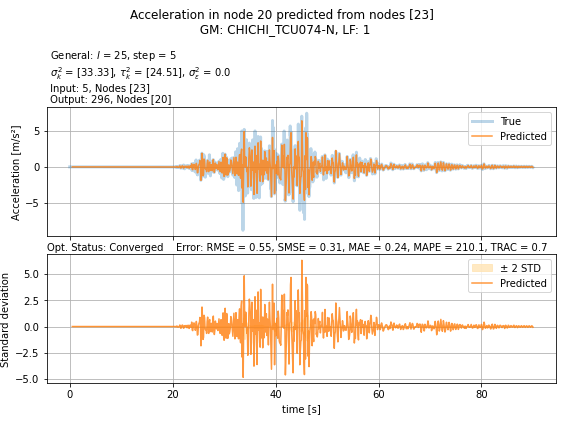 Acceleration in node 20 predicted from nodes [23]
GM: CHICHI_TCU074-N, LF: 1
General: l = 25, step = 5
σ²ₖ = [33.33], τ²ₖ = [24.51], σ²ε = 0.0
Input: 5, Nodes [23]
Output: 296, Nodes [20]
Acceleration [m/s²]
5
0
−5
True
Predicted
Opt. Status: Converged Error: RMSE = 0.55, SMSE = 0.31, MAE = 0.24, MAPE = 210.1, TRAC = 0.7
Standard deviation
5.0
2.5
0.0
−2.5
−5.0
± 2 STD
Predicted
0 20 40 60 80
time [s]